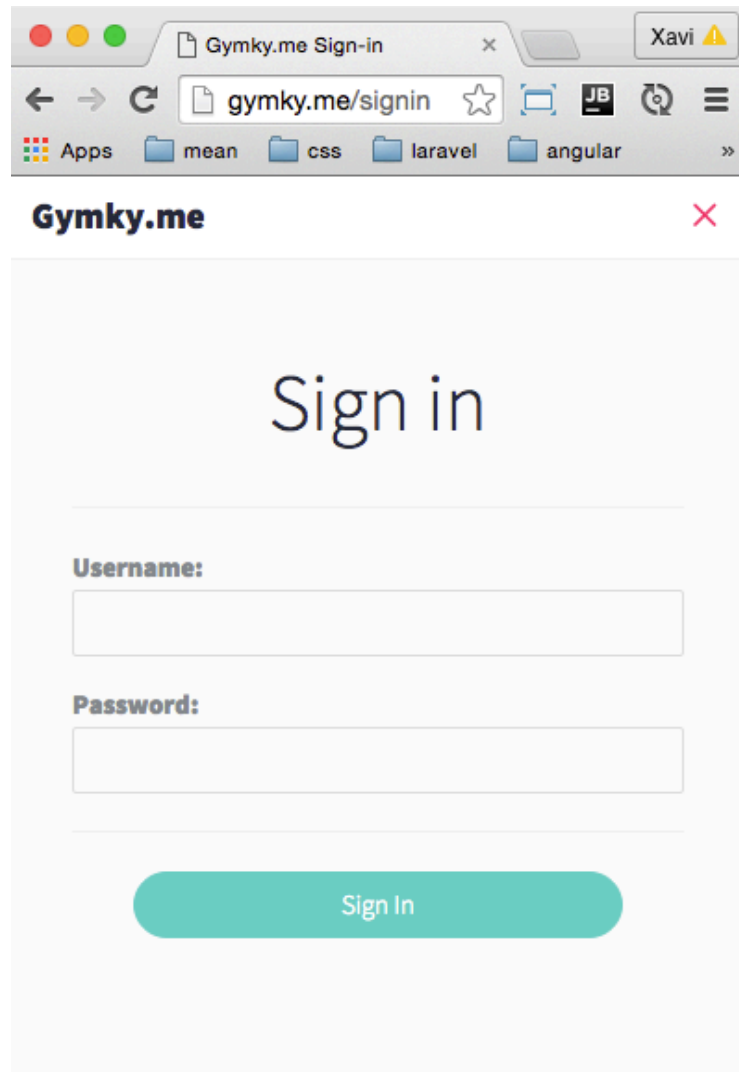 Gymky.me Sign-in
Xavi
gymky.me/signin
JB
Apps mean css laravel angular »
Gymky.me
Sign in
Username:
Password:
Sign In